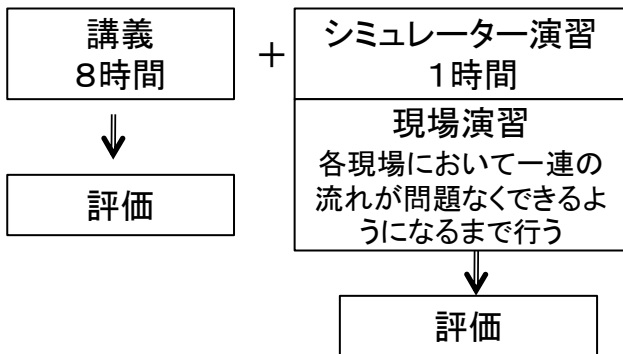 講義
8時間
＋
シミュレーター演習
1時間
現場演習
各現場において一連の
流れが問題なくできるよ
うになるまで行う
評価
評価